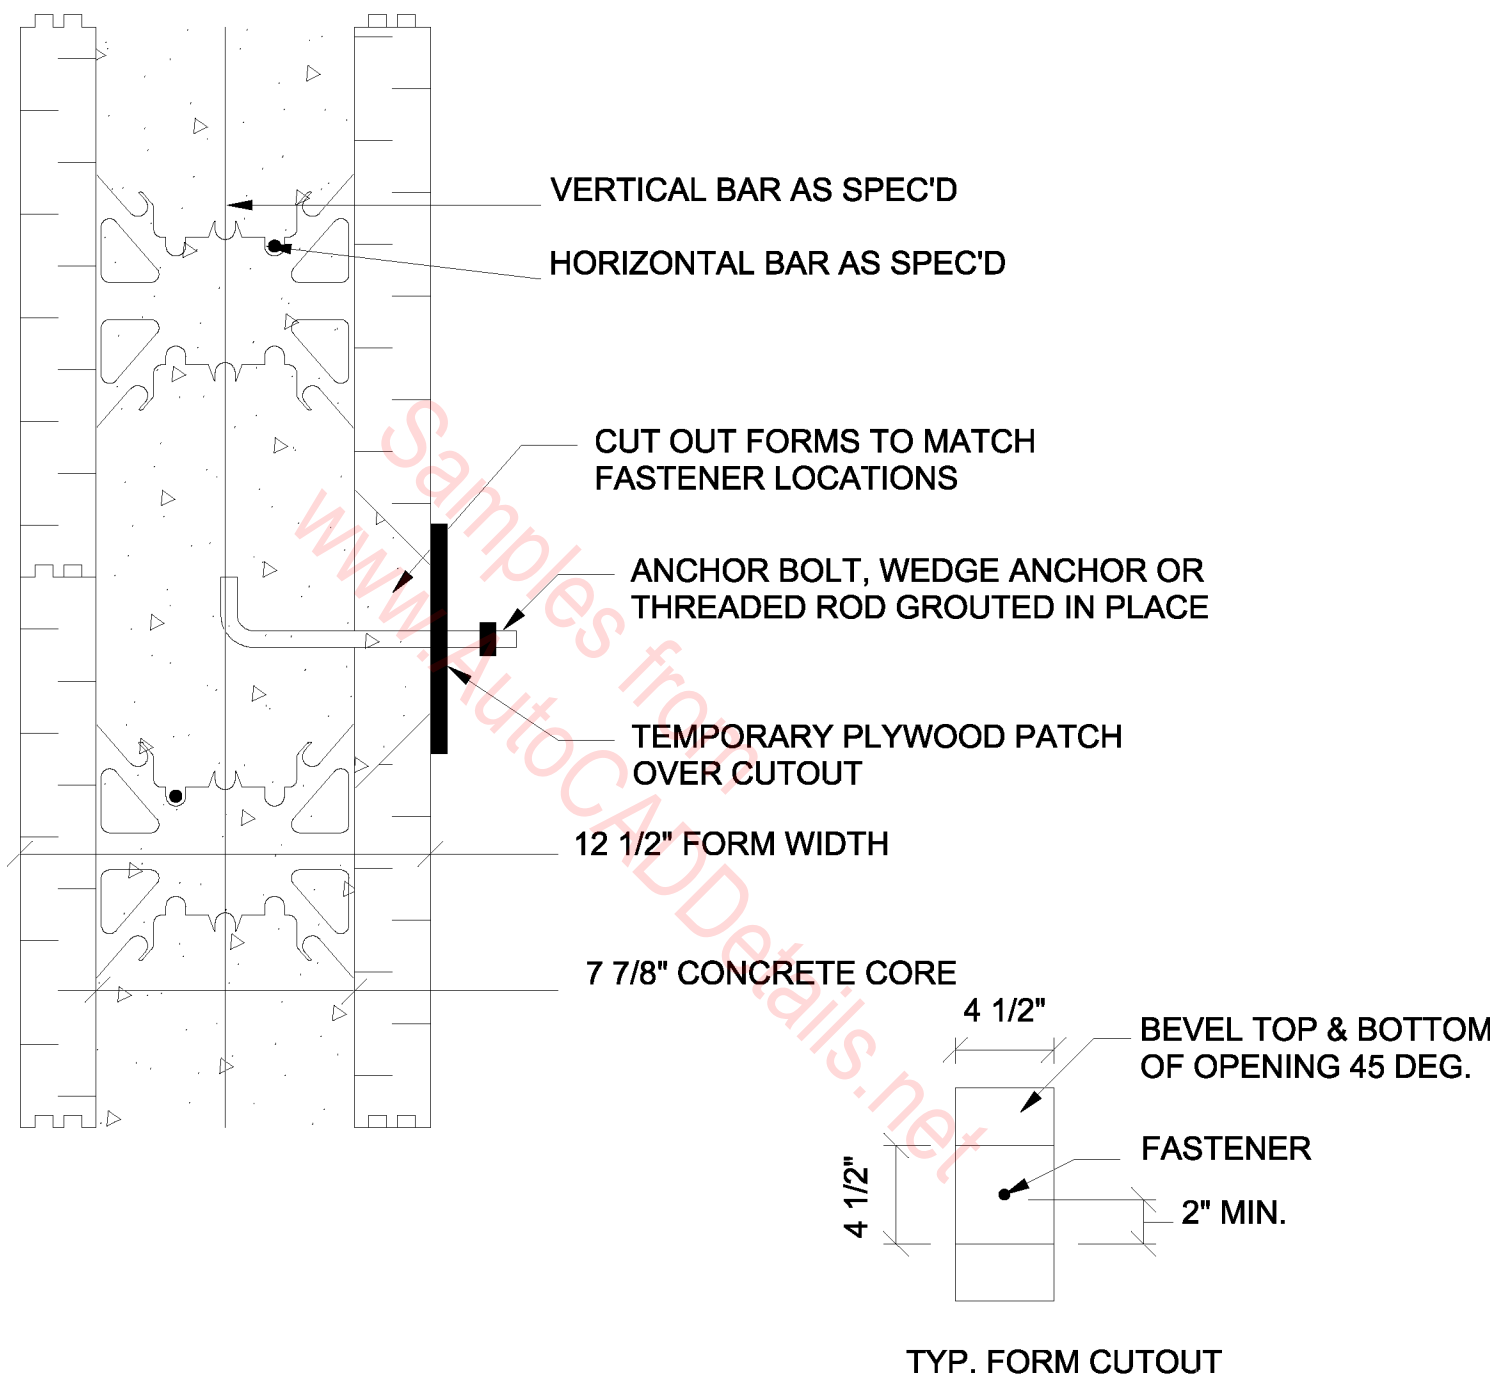 VERTICAL BAR AS SPEC'D
HORIZONTAL BAR AS SPEC'D
CUT OUT FORMS TO MATCH
FASTENER LOCATIONS
ANCHOR BOLT, WEDGE ANCHOR OR
THREADED ROD GROUTED IN PLACE
TEMPORARY PLYWOOD PATCH
OVER CUTOUT
12 1/2" FORM WIDTH
7 7/8" CONCRETE CORE
4 1/2"
BEVEL TOP & BOTTOM
OF OPENING 45 DEG.
FASTENER
4 1/2"
2" MIN.
TYP. FORM CUTOUT
Samples from
www.AutoCADDetails.net